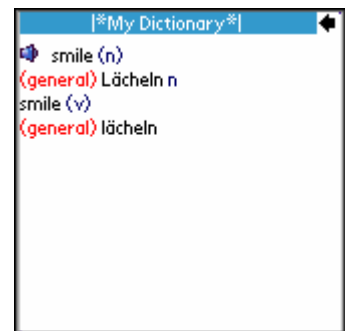 |*My Dictionary*|
smile (n)
(general) Lächeln n
smile (v)
(general) lächeln